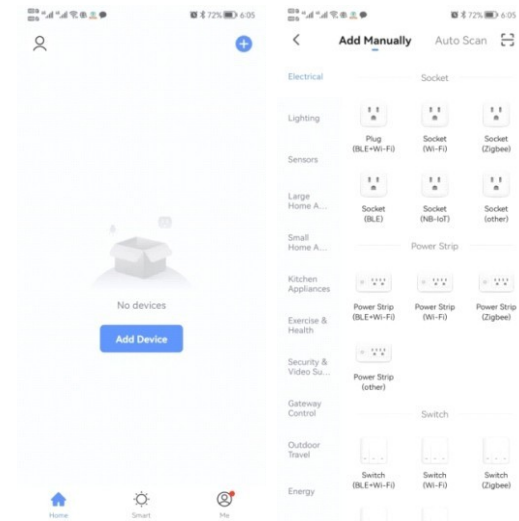 72% 6:05
No devices
Add Device
Home Smart Me
72% 6:05
Add Manually Auto Scan
Electrical
Lighting
Sensors
Large
Home A...
Small
Home A...
Kitchen
Appliances
Exercise &
Health
Security &
Video Su...
Gateway
Control
Outdoor
Travel
Energy
Socket
Plug
(BLE+Wi-Fi)
Socket
(Wi-Fi)
Socket
(Zigbee)
Socket
(BLE)
Socket
(NB-IoT)
Socket
(other)
Power Strip
Power Strip
(BLE+Wi-Fi)
Power Strip
(Wi-Fi)
Power Strip
(Zigbee)
Power Strip
(other)
Switch
Switch
(BLE+Wi-Fi)
Switch
(Wi-Fi)
Switch
(Zigbee)